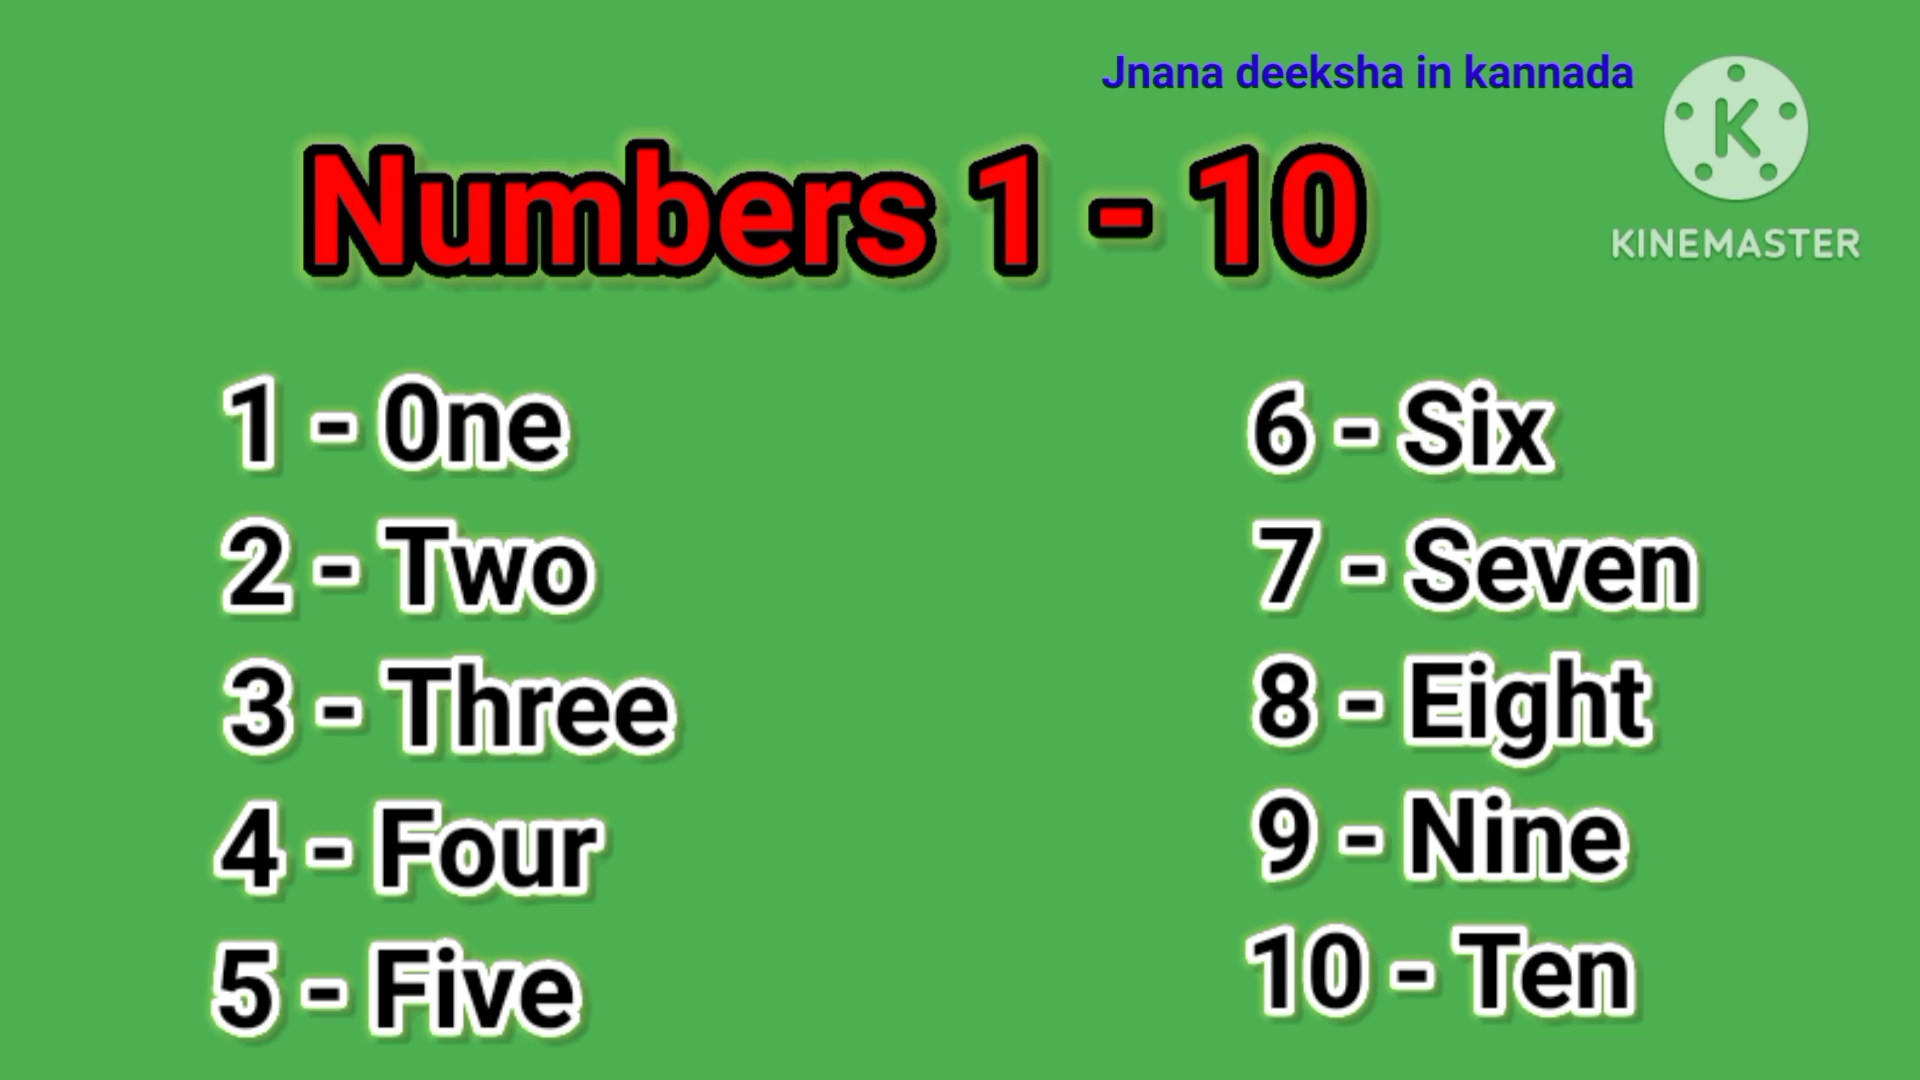 Jnana deeksha in kannada
K
KINEMASTER
Numbers 1 - 10
1 - 0ne
2 - Two
3 - Three
4 - Four
5 - Five
6 - Six
7 - Seven
8 - Eight
9 - Nine
10 - Ten